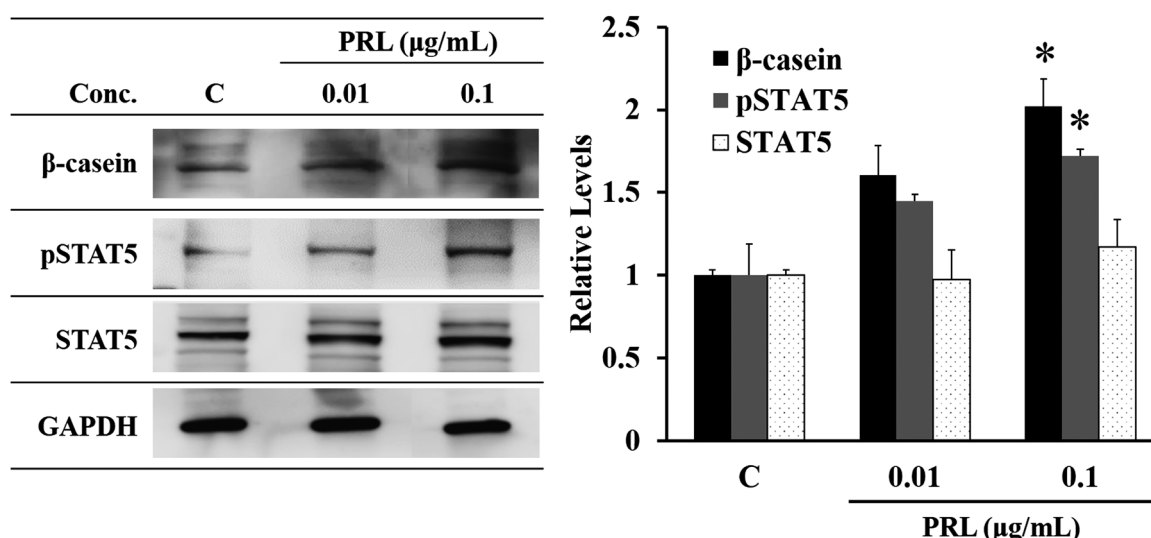 PRL (µg/mL)
Conc. C 0.01 0.1
β-casein
pSTAT5
STAT5
GAPDH
2.5
2
1.5
1
0.5
0
Relative Levels
β-casein
pSTAT5
STAT5
*
*
C 0.01 0.1
PRL (µg/mL)